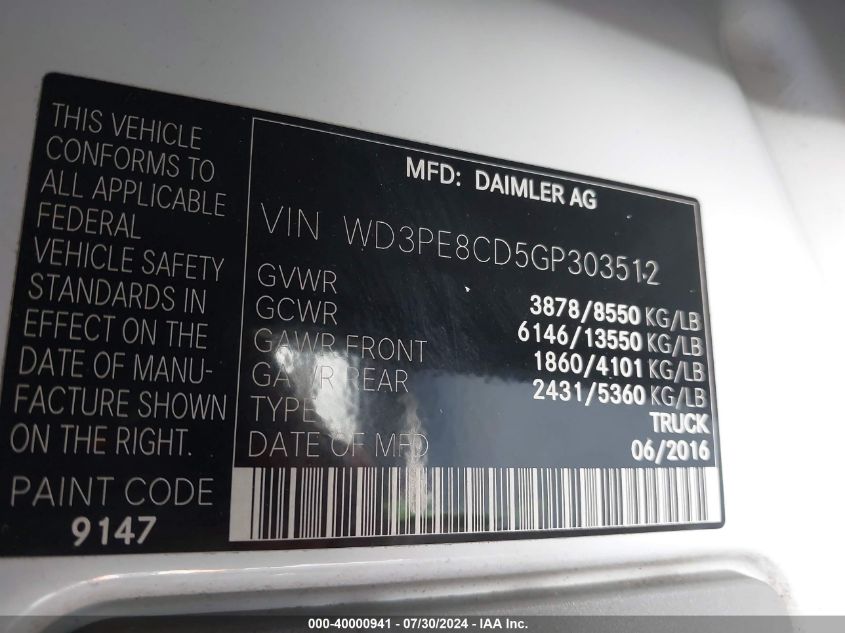 THIS VEHICLE
CONFORMS TO
ALL APPLICABLE
FEDERAL
VEHICLE SAFETY
STANDARDS IN
EFFECT ON THE
DATE OF MANU-
FACTURE SHOWN
ON THE RIGHT.
PAINT CODE
9147
MFD: DAIMLER AG
VIN WD3PE8CD5GP303512
GVWR 3878/8550 KG/LB
GCWR 6146/13550 KG/LB
GAWR FRONT 1860/4101 KG/LB
GAWR REAR 2431/5360 KG/LB
TYPE TRUCK
DATE OF MFD 06/2016
000-40000941 - 07/30/2024 - IAA Inc.